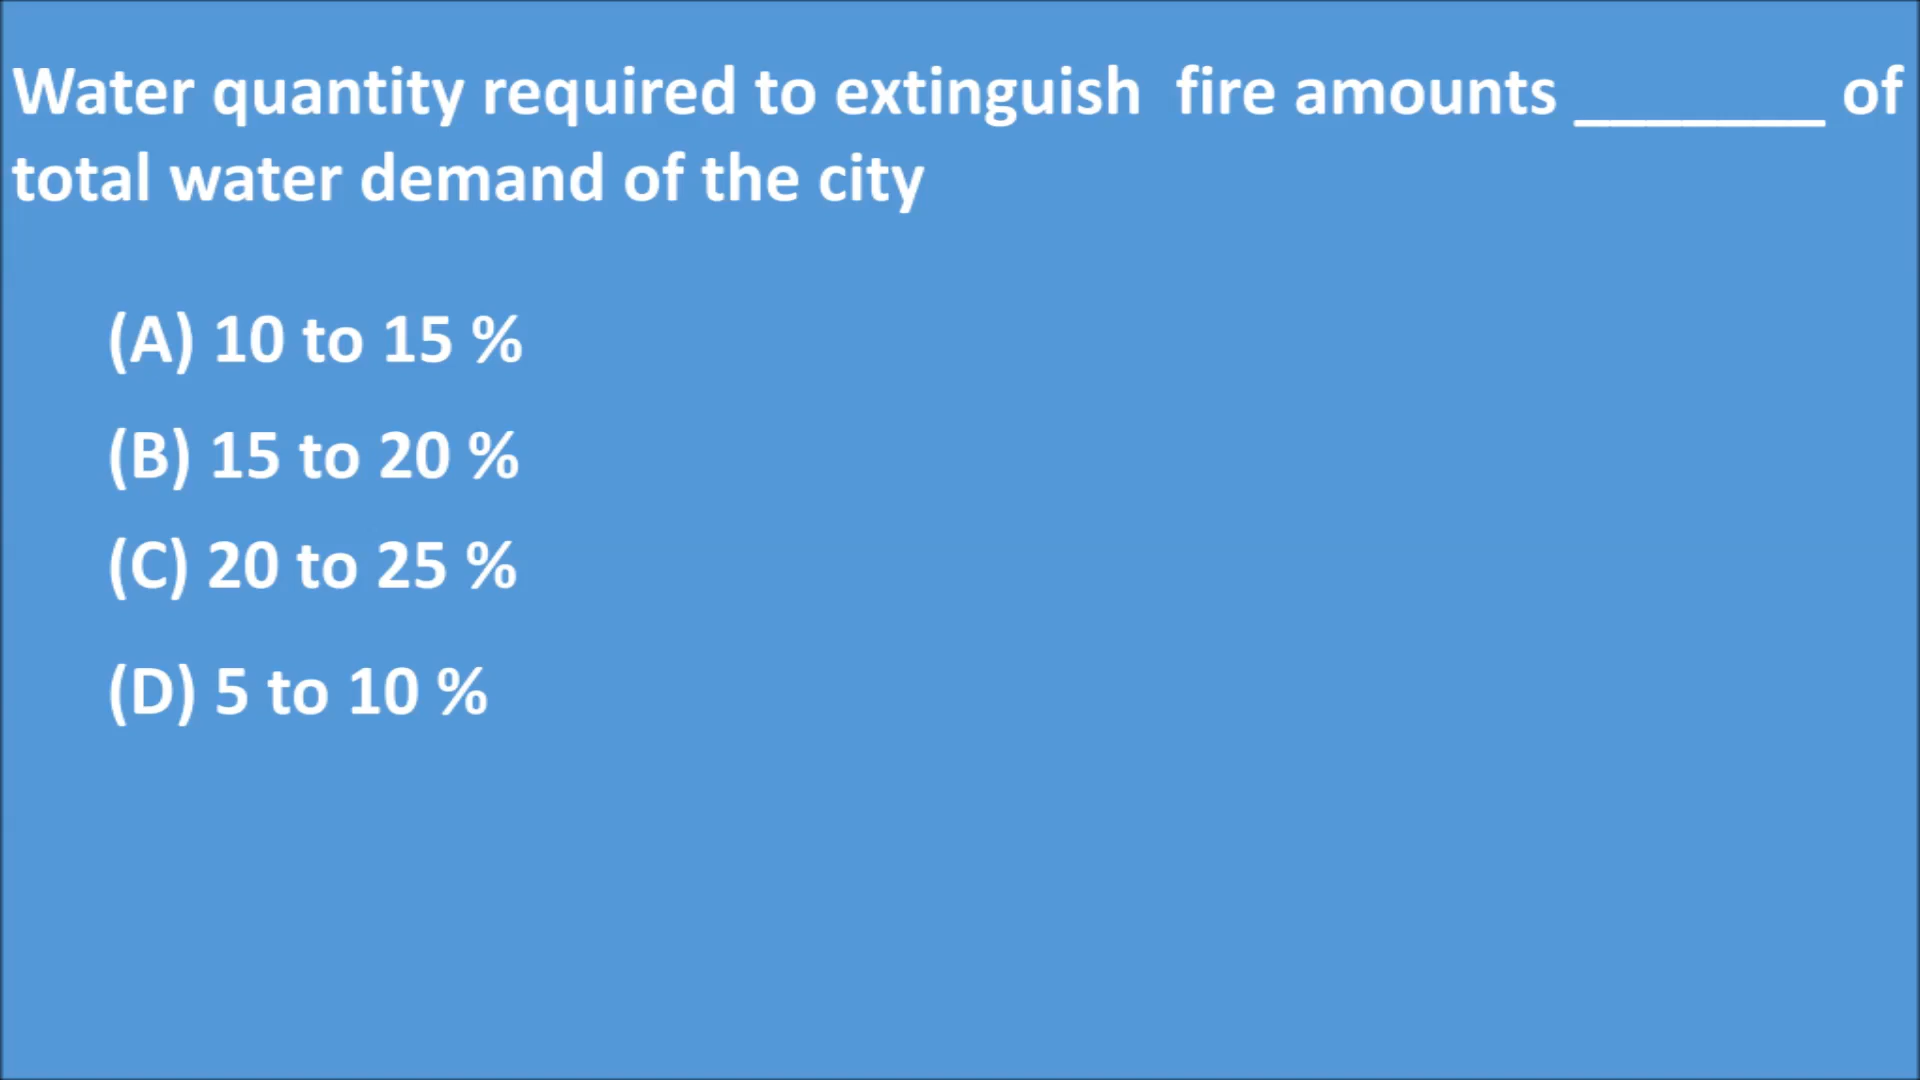 Water quantity required to extinguish  fire amounts _______ of
total water demand of the city
(A) 10 to 15 %
(B) 15 to 20 %
(C) 20 to 25 %
(D) 5 to 10 %